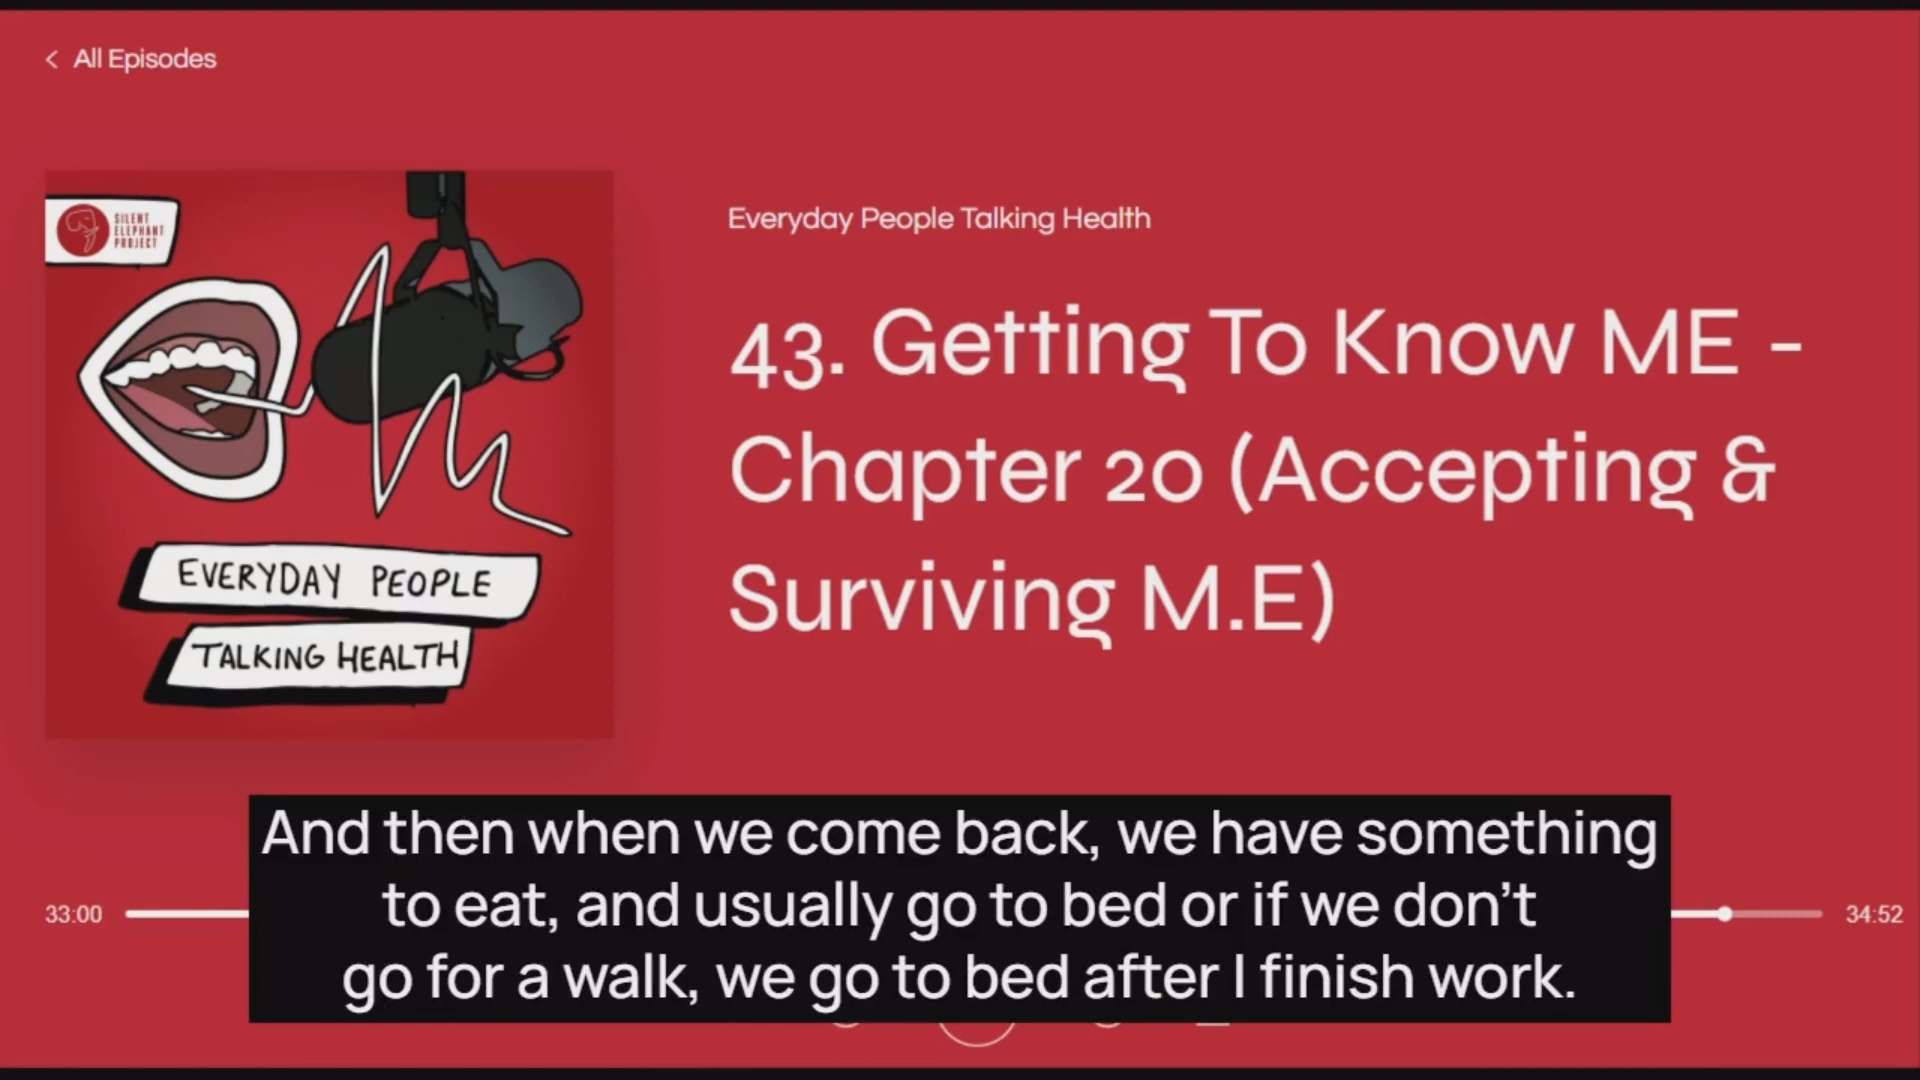 All Episodes
SILENT
ELEPHANT
PROJECT
EVERYDAY PEOPLE
TALKING HEALTH
Everyday People Talking Health
43. Getting To Know ME -
Chapter 20 (Accepting &
Surviving M.E)
And then when we come back, we have something
to eat, and usually go to bed or if we don't
go for a walk, we go to bed after I finish work.
33:00
34:52